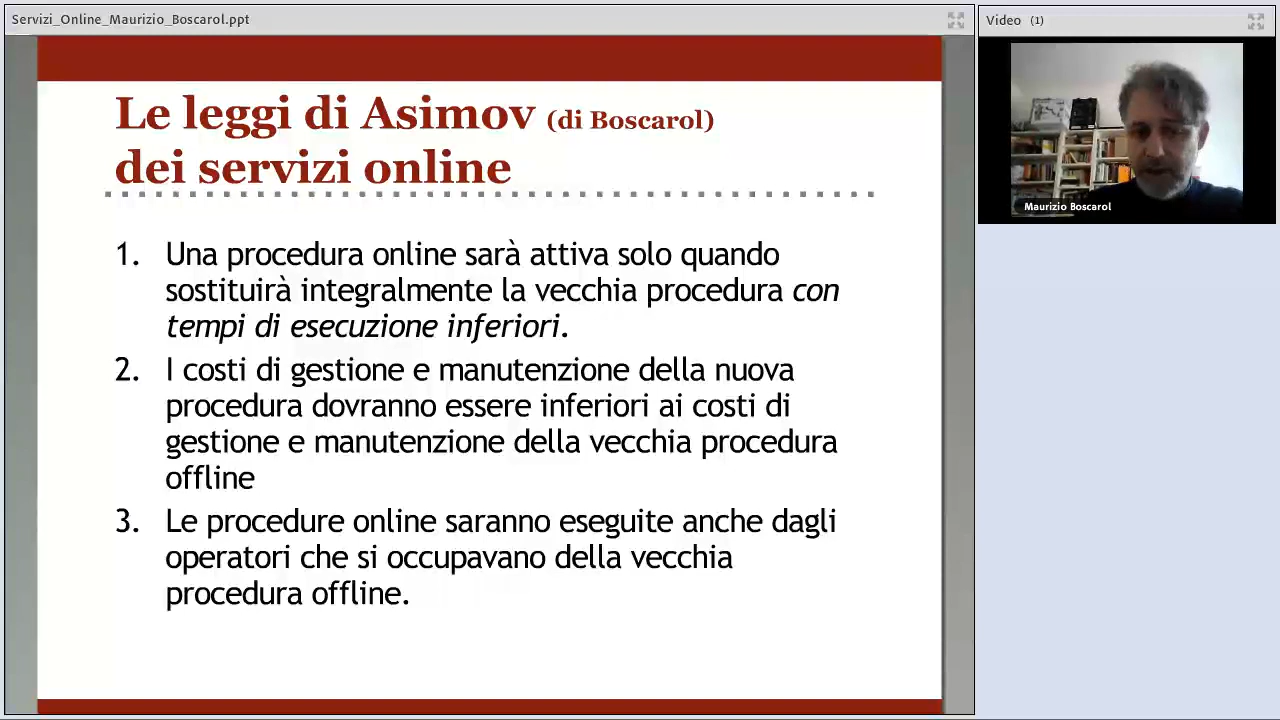 Servizi_Online_Maurizio_Boscarol.ppt
Video (1)
Maurizio Boscarol
Le leggi di Asimov (di Boscarol)
dei servizi online
1. Una procedura online sarà attiva solo quando
sostituirà integralmente la vecchia procedura con
tempi di esecuzione inferiori.
2. I costi di gestione e manutenzione della nuova
procedura dovranno essere inferiori ai costi di
gestione e manutenzione della vecchia procedura
offline
3. Le procedure online saranno eseguite anche dagli
operatori che si occupavano della vecchia
procedura offline.